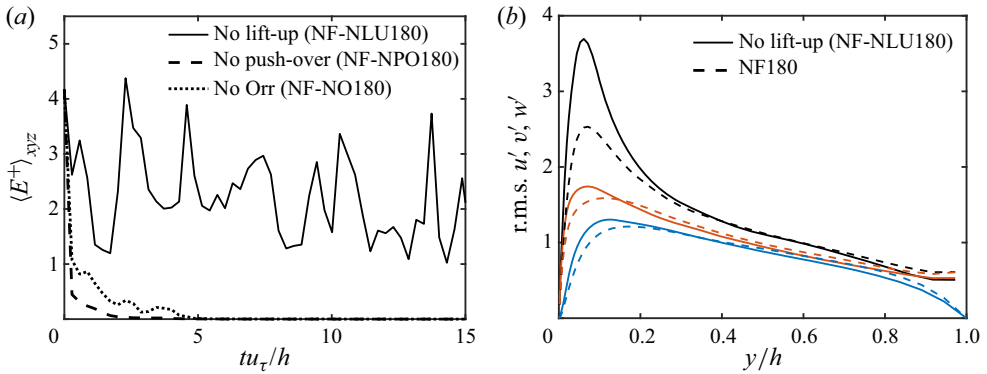 (a)
5
4
3
2
1
0
5
10
15
No lift-up (NF-NLU180)
No push-over (NF-NPO180)
No Orr (NF-NO180)
⟨E⁺⟩xyz
tuτ/h
(b)
4
3
2
1
0
0.2
0.4
0.6
0.8
1.0
No lift-up (NF-NLU180)
NF180
r.m.s. u′, v′, w′
y/h